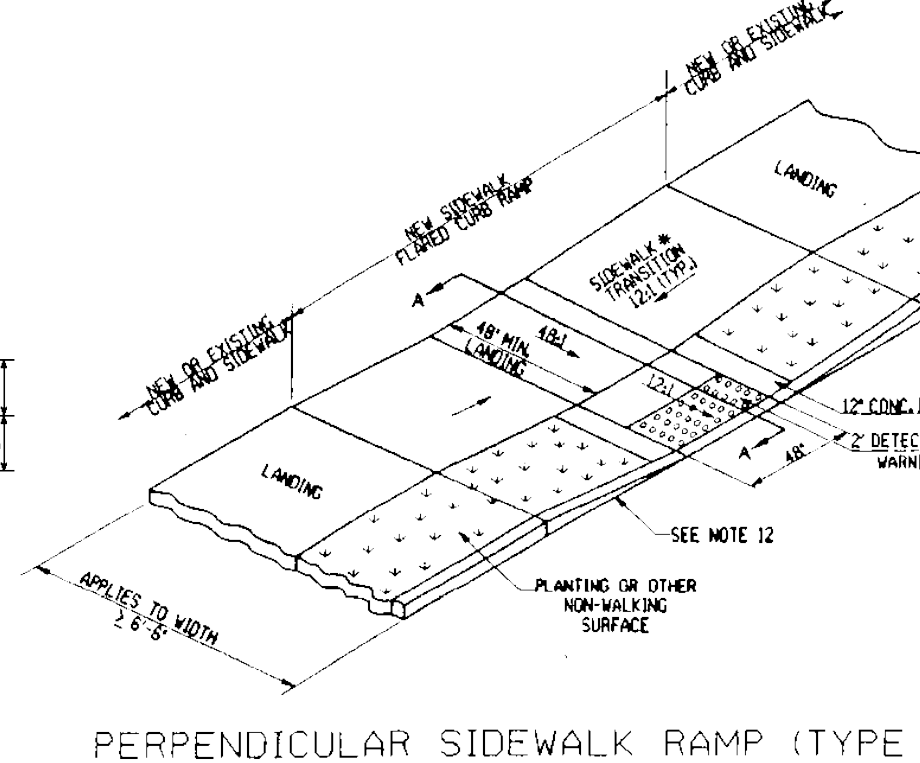 NEW OR EXISTING
CURB AND SIDEWALK
NEW SIDEWALK
FLARED CURB RAMP
NEW OR EXISTING
CURB AND SIDEWALK
LANDING
SIDEWALK *
TRANSITION
12:1 (TYP.)
A
48" MIN.
LANDING
48:1
12:1
12" CONC.
2' DETEC
WARN
A
48"
LANDING
SEE NOTE 12
PLANTING OR OTHER
NON-WALKING
SURFACE
APPLIES TO WIDTH
≥ 6'-6"
PERPENDICULAR SIDEWALK RAMP (TYPE